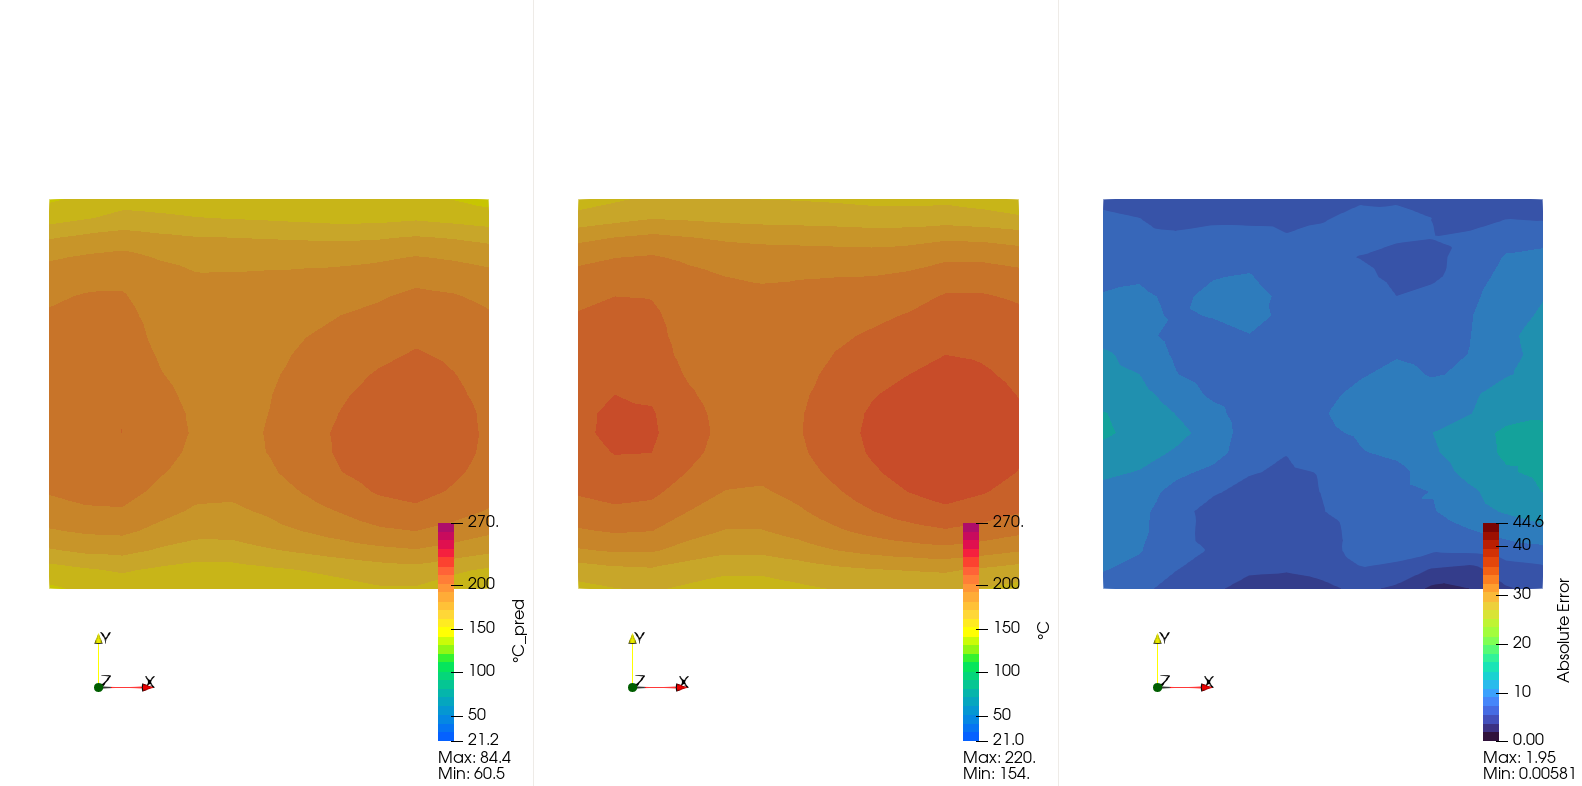 270.
200
150
100
50
21.2
°C_pred
Max: 84.4
Min: 60.5
Y
Z
X
270.
200
150
100
50
21.0
°C
Max: 220.
Min: 154.
Y
Z
X
44.6
40
30
20
10
0.00
Absolute Error
Max: 1.95
Min: 0.00581
Y
Z
X